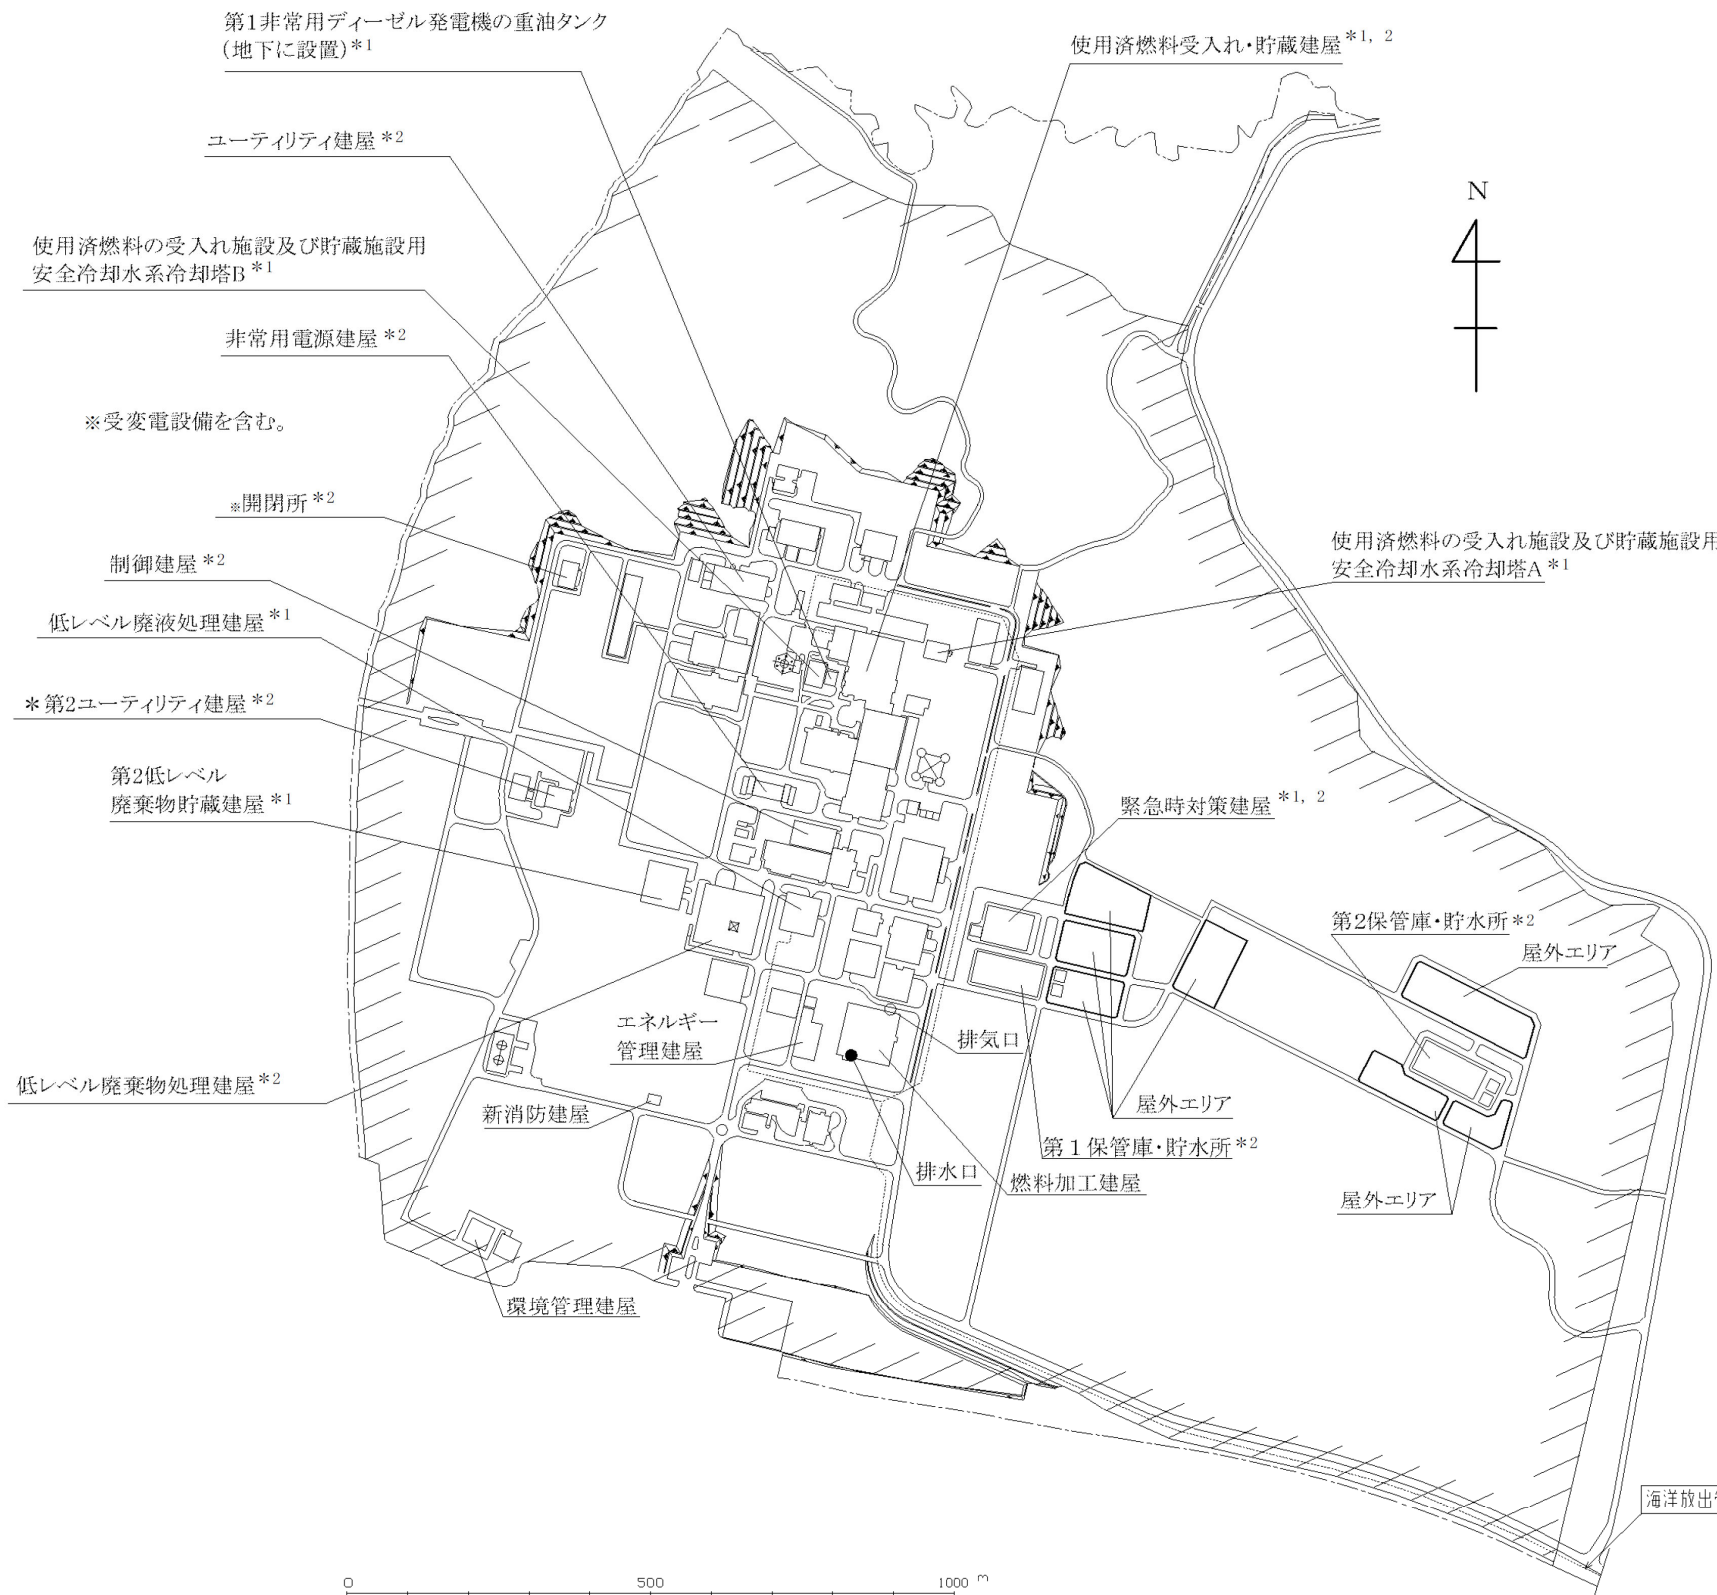 第1非常用ディーゼル発電機の重油タンク
(地下に設置)*1
使用済燃料受入れ・貯蔵建屋*1, 2
ユーティリティ建屋*2
N
使用済燃料の受入れ施設及び貯蔵施設用
安全冷却水系冷却塔B*1
非常用電源建屋*2
※受変電設備を含む。
※開閉所*2
使用済燃料の受入れ施設及び貯蔵施設用
安全冷却水系冷却塔A*1
制御建屋*2
低レベル廃液処理建屋*1
*第2ユーティリティ建屋*2
第2低レベル
廃棄物貯蔵建屋*1
緊急時対策建屋*1, 2
第2保管庫・貯水所*2
屋外エリア
エネルギー
管理建屋
排気口
低レベル廃棄物処理建屋*2
新消防建屋
屋外エリア
第1保管庫・貯水所*2
排水口
燃料加工建屋
屋外エリア
環境管理建屋
海洋放出
0 500 1000 m